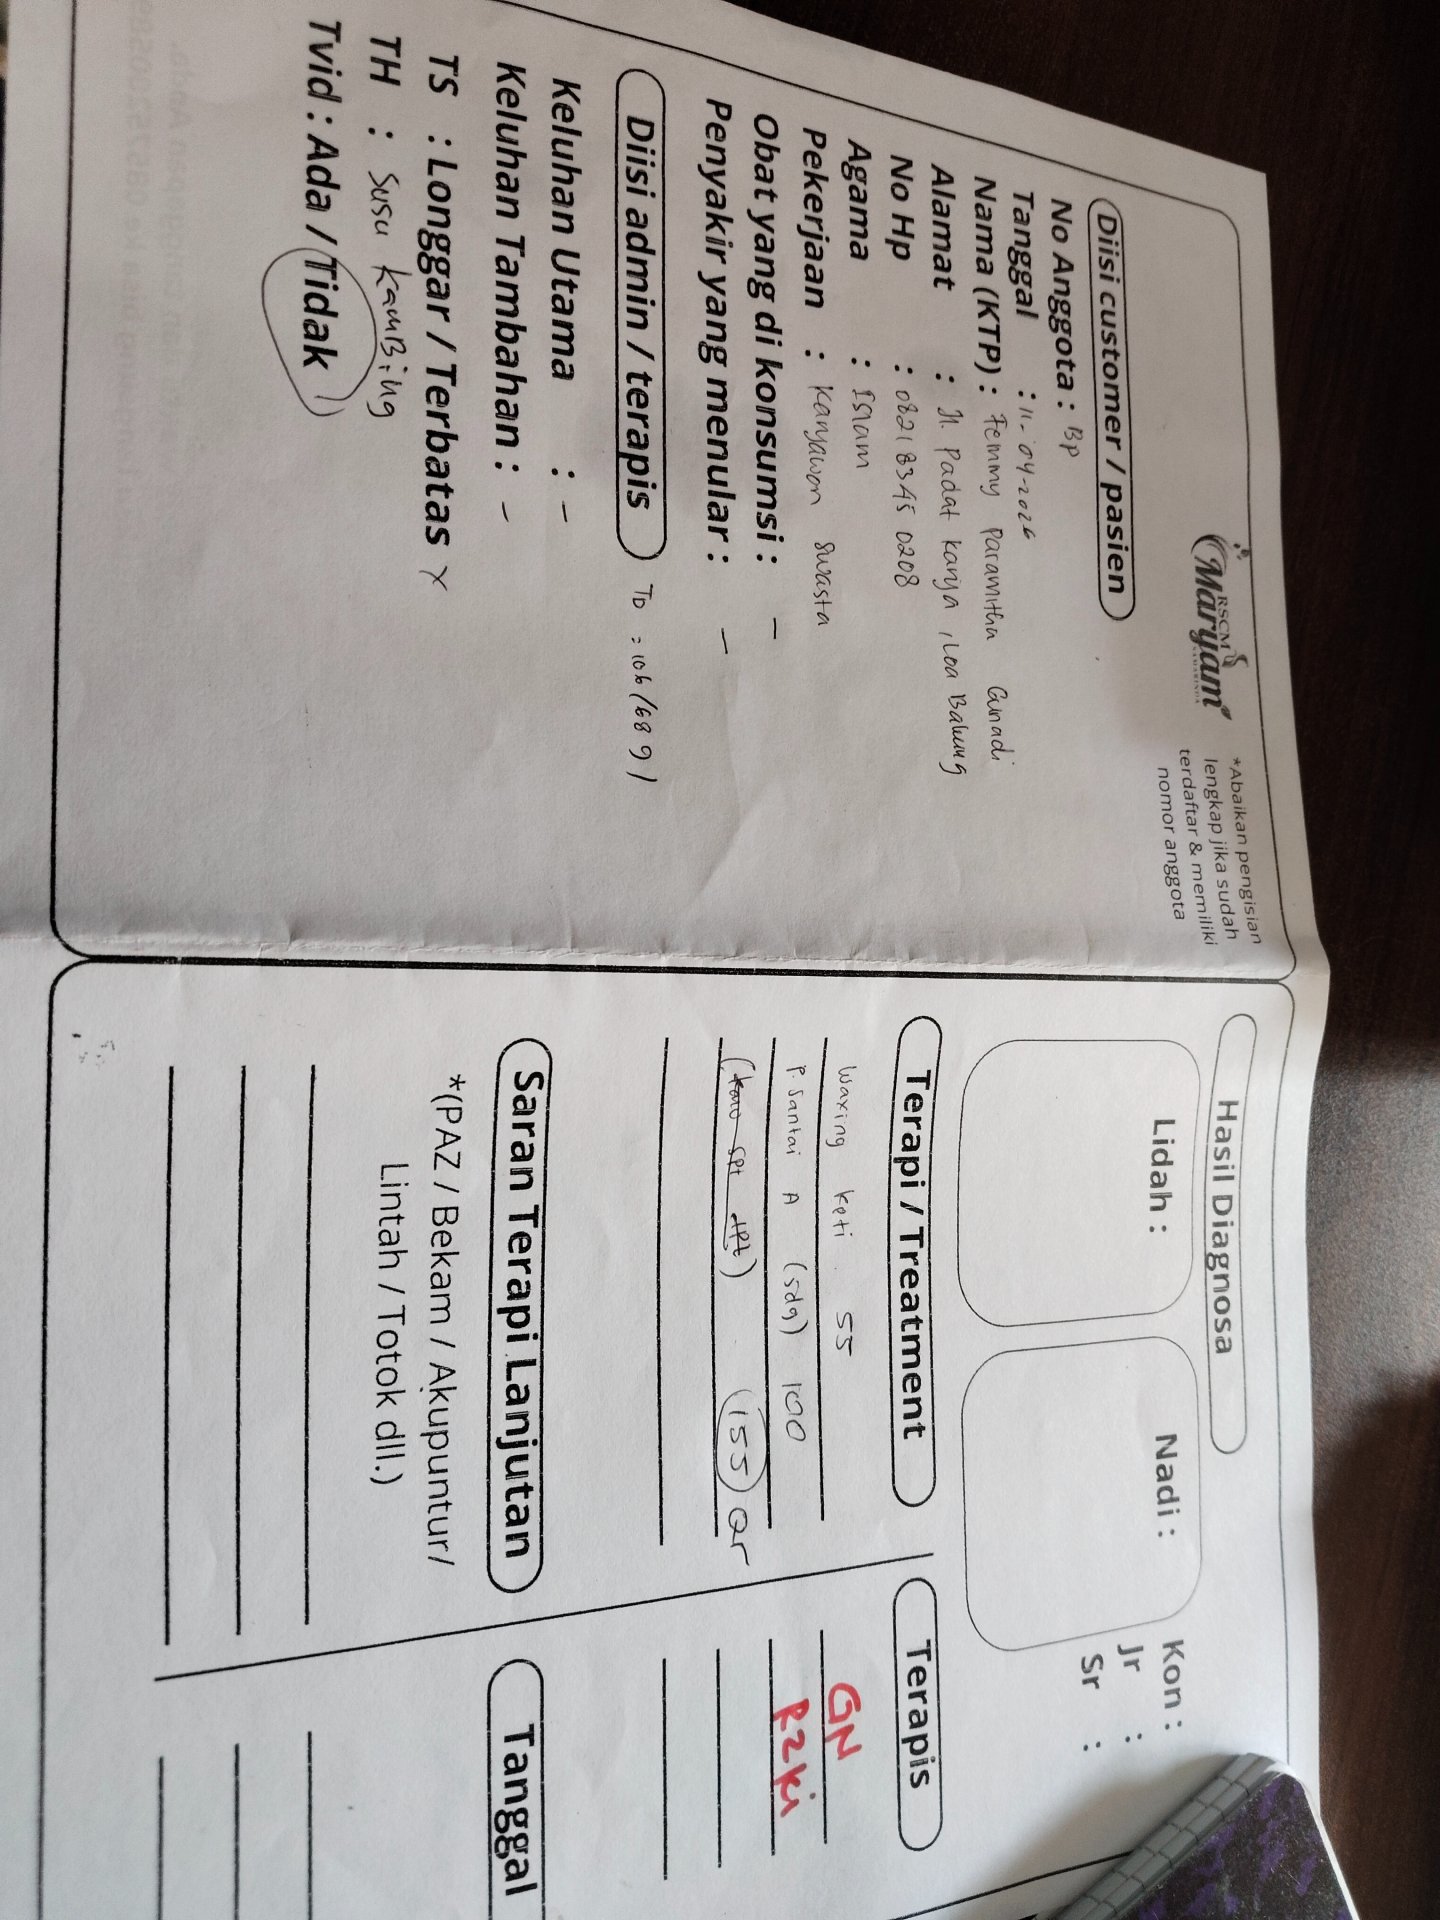 RSCM
Maryam
SAMARINDA
*Abaikan pengisian
lengkap jika sudah
terdaftar & memiliki
nomor anggota
Diisi customer / pasien
No Anggota : BP
Tanggal : 11-04-2026
Nama (KTP) : Femmy Paramitha Gunadi
Alamat : Jl. Padat karya, Loa Bakung
No Hp : 0821 8345 0208
Agama : Islam
Pekerjaan : Karyawan swasta
Obat yang di konsumsi : -
Penyakir yang menular : -
Diisi admin / terapis TD : 106/68 91
Keluhan Utama : -
Keluhan Tambahan : -
TS : Longgar / Terbatas X
TH : Susu KamBing
Tvid : Ada / Tidak
Hasil Diagnosa
Lidah :
Nadi :
Kon :
Jr :
Sr :
Terapi / Treatment
Terapis
Waxing keti 55
GN
P. Santai A (sdg) 100
Rzki
155 Qr
Saran Terapi Lanjutan
Tanggal
*(PAZ / Bekam / Akupuntur/
Lintah / Totok dll.)